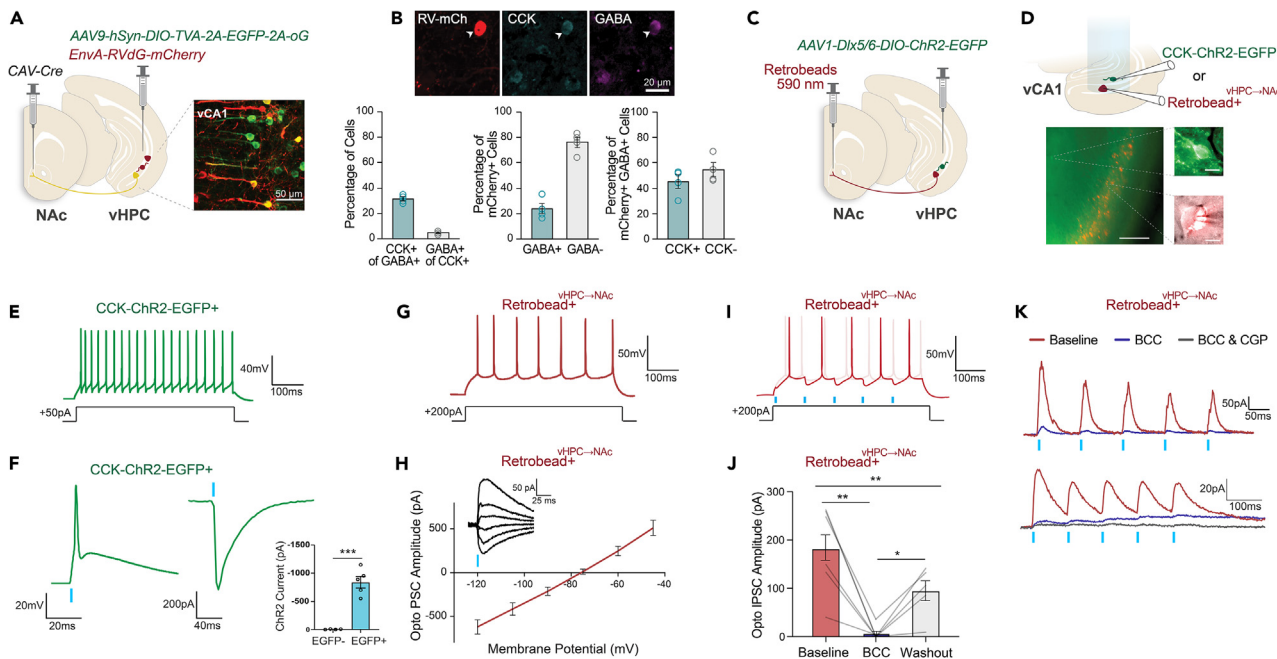 A
AAV9-hSyn-DIO-TVA-2A-EGFP-2A-oG
EnvA-RVdG-mCherry
CAV-Cre
vCA1
50 µm
NAc
vHPC
B
RV-mCh
CCK
GABA
20 µm
Percentage of Cells
100
80
60
40
20
0
CCK+
of GABA+
GABA+
of CCK+
Percentage of
mCherry+ Cells
100
80
60
40
20
0
GABA+
GABA-
Percentage of
mCherry+ GABA+ Cells
100
80
60
40
20
0
CCK+
CCK-
C
AAV1-Dlx5/6-DIO-ChR2-EGFP
Retrobeads
590 nm
NAc
vHPC
D
CCK-ChR2-EGFP
or
vCA1
Retrobead+ vHPC→NAc
E
CCK-ChR2-EGFP+
40mV
100ms
+50pA
F
CCK-ChR2-EGFP+
20mV
20ms
200pA
40ms
ChR2 Current (pA)
-1500
-1000
-500
0
***
EGFP-
EGFP+
G
Retrobead+ vHPC→NAc
50mV
100ms
+200pA
H
Retrobead+ vHPC→NAc
50 pA
25 ms
Opto PSC Amplitude (pA)
500
0
-500
-120
-100
-80
-60
-40
Membrane Potential (mV)
I
Retrobead+ vHPC→NAc
50mV
100ms
+200pA
J
Retrobead+ vHPC→NAc
Opto IPSC Amplitude (pA)
300
200
100
0
**
**
*
Baseline
BCC
Washout
K
Retrobead+ vHPC→NAc
Baseline
BCC
BCC & CGP
50pA
50ms
20pA
100ms